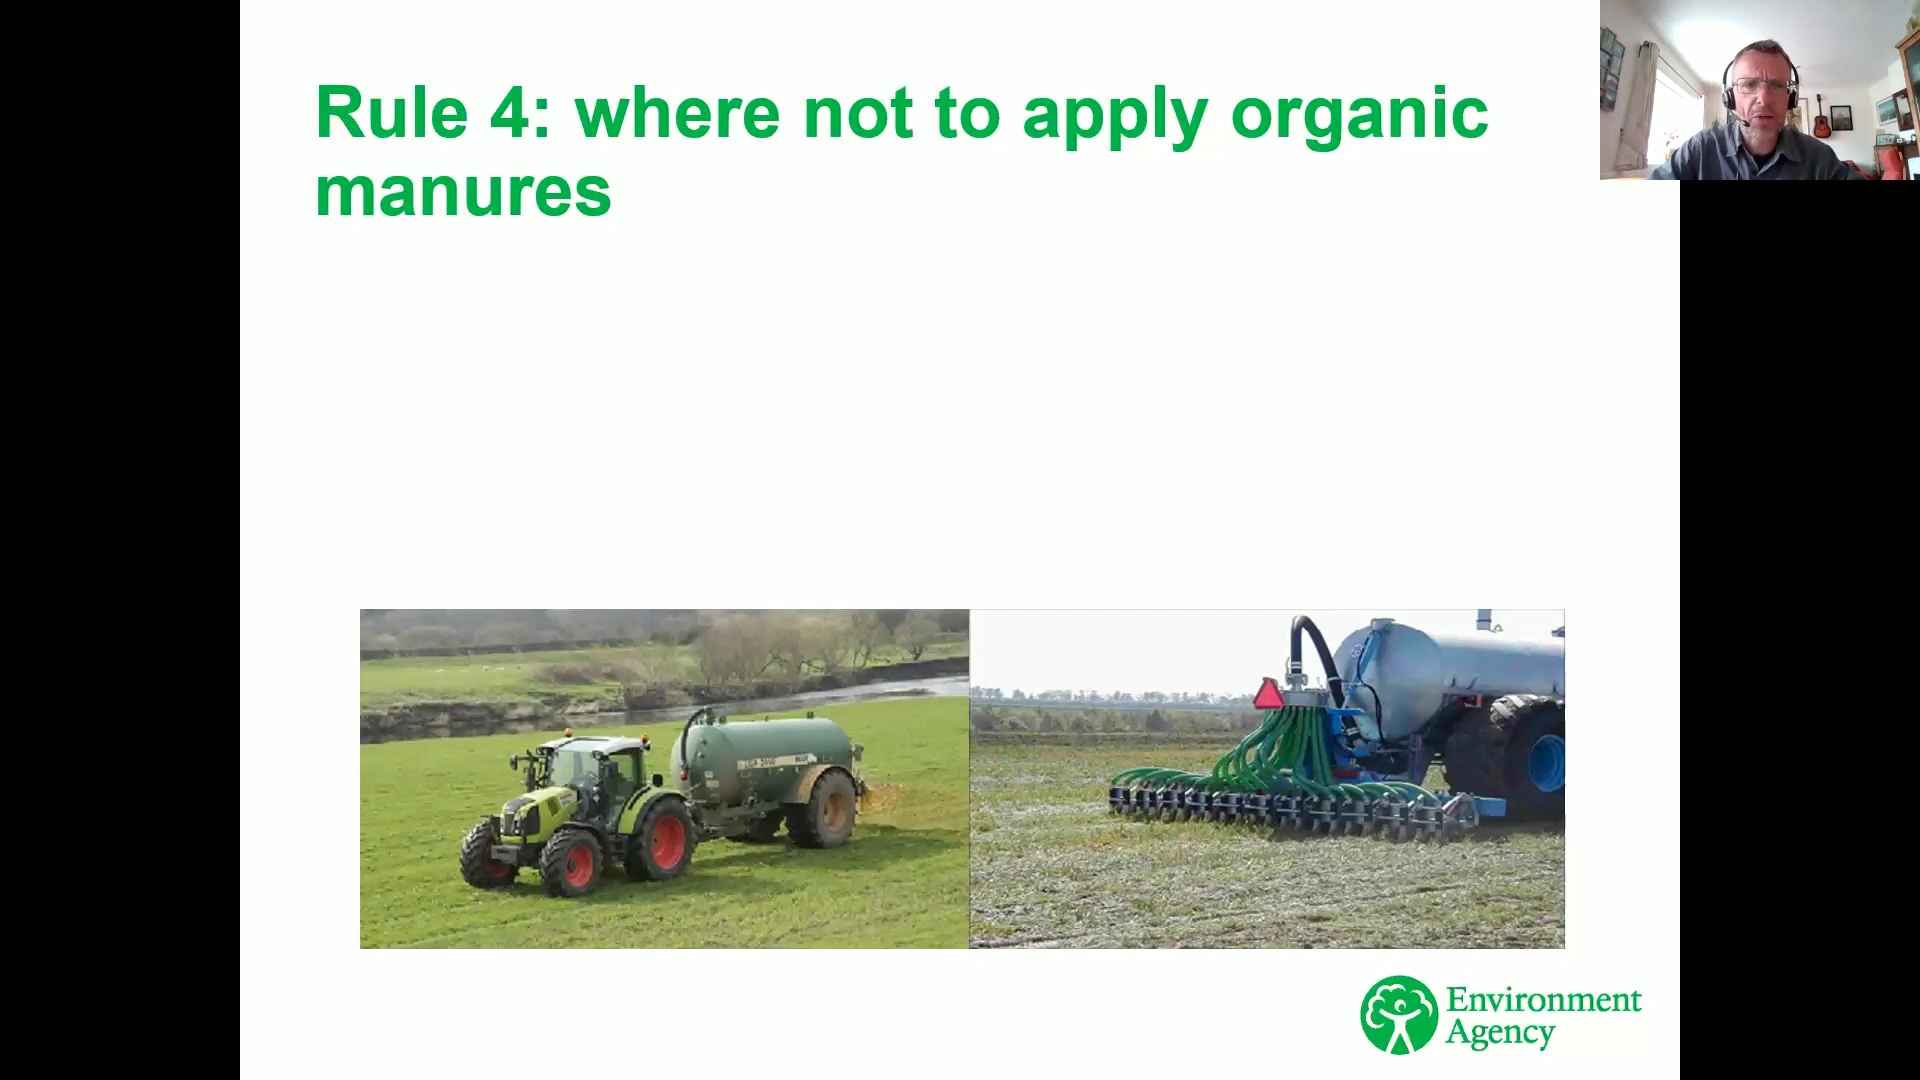 Rule 4: where not to apply organic
manures
Environment
Agency